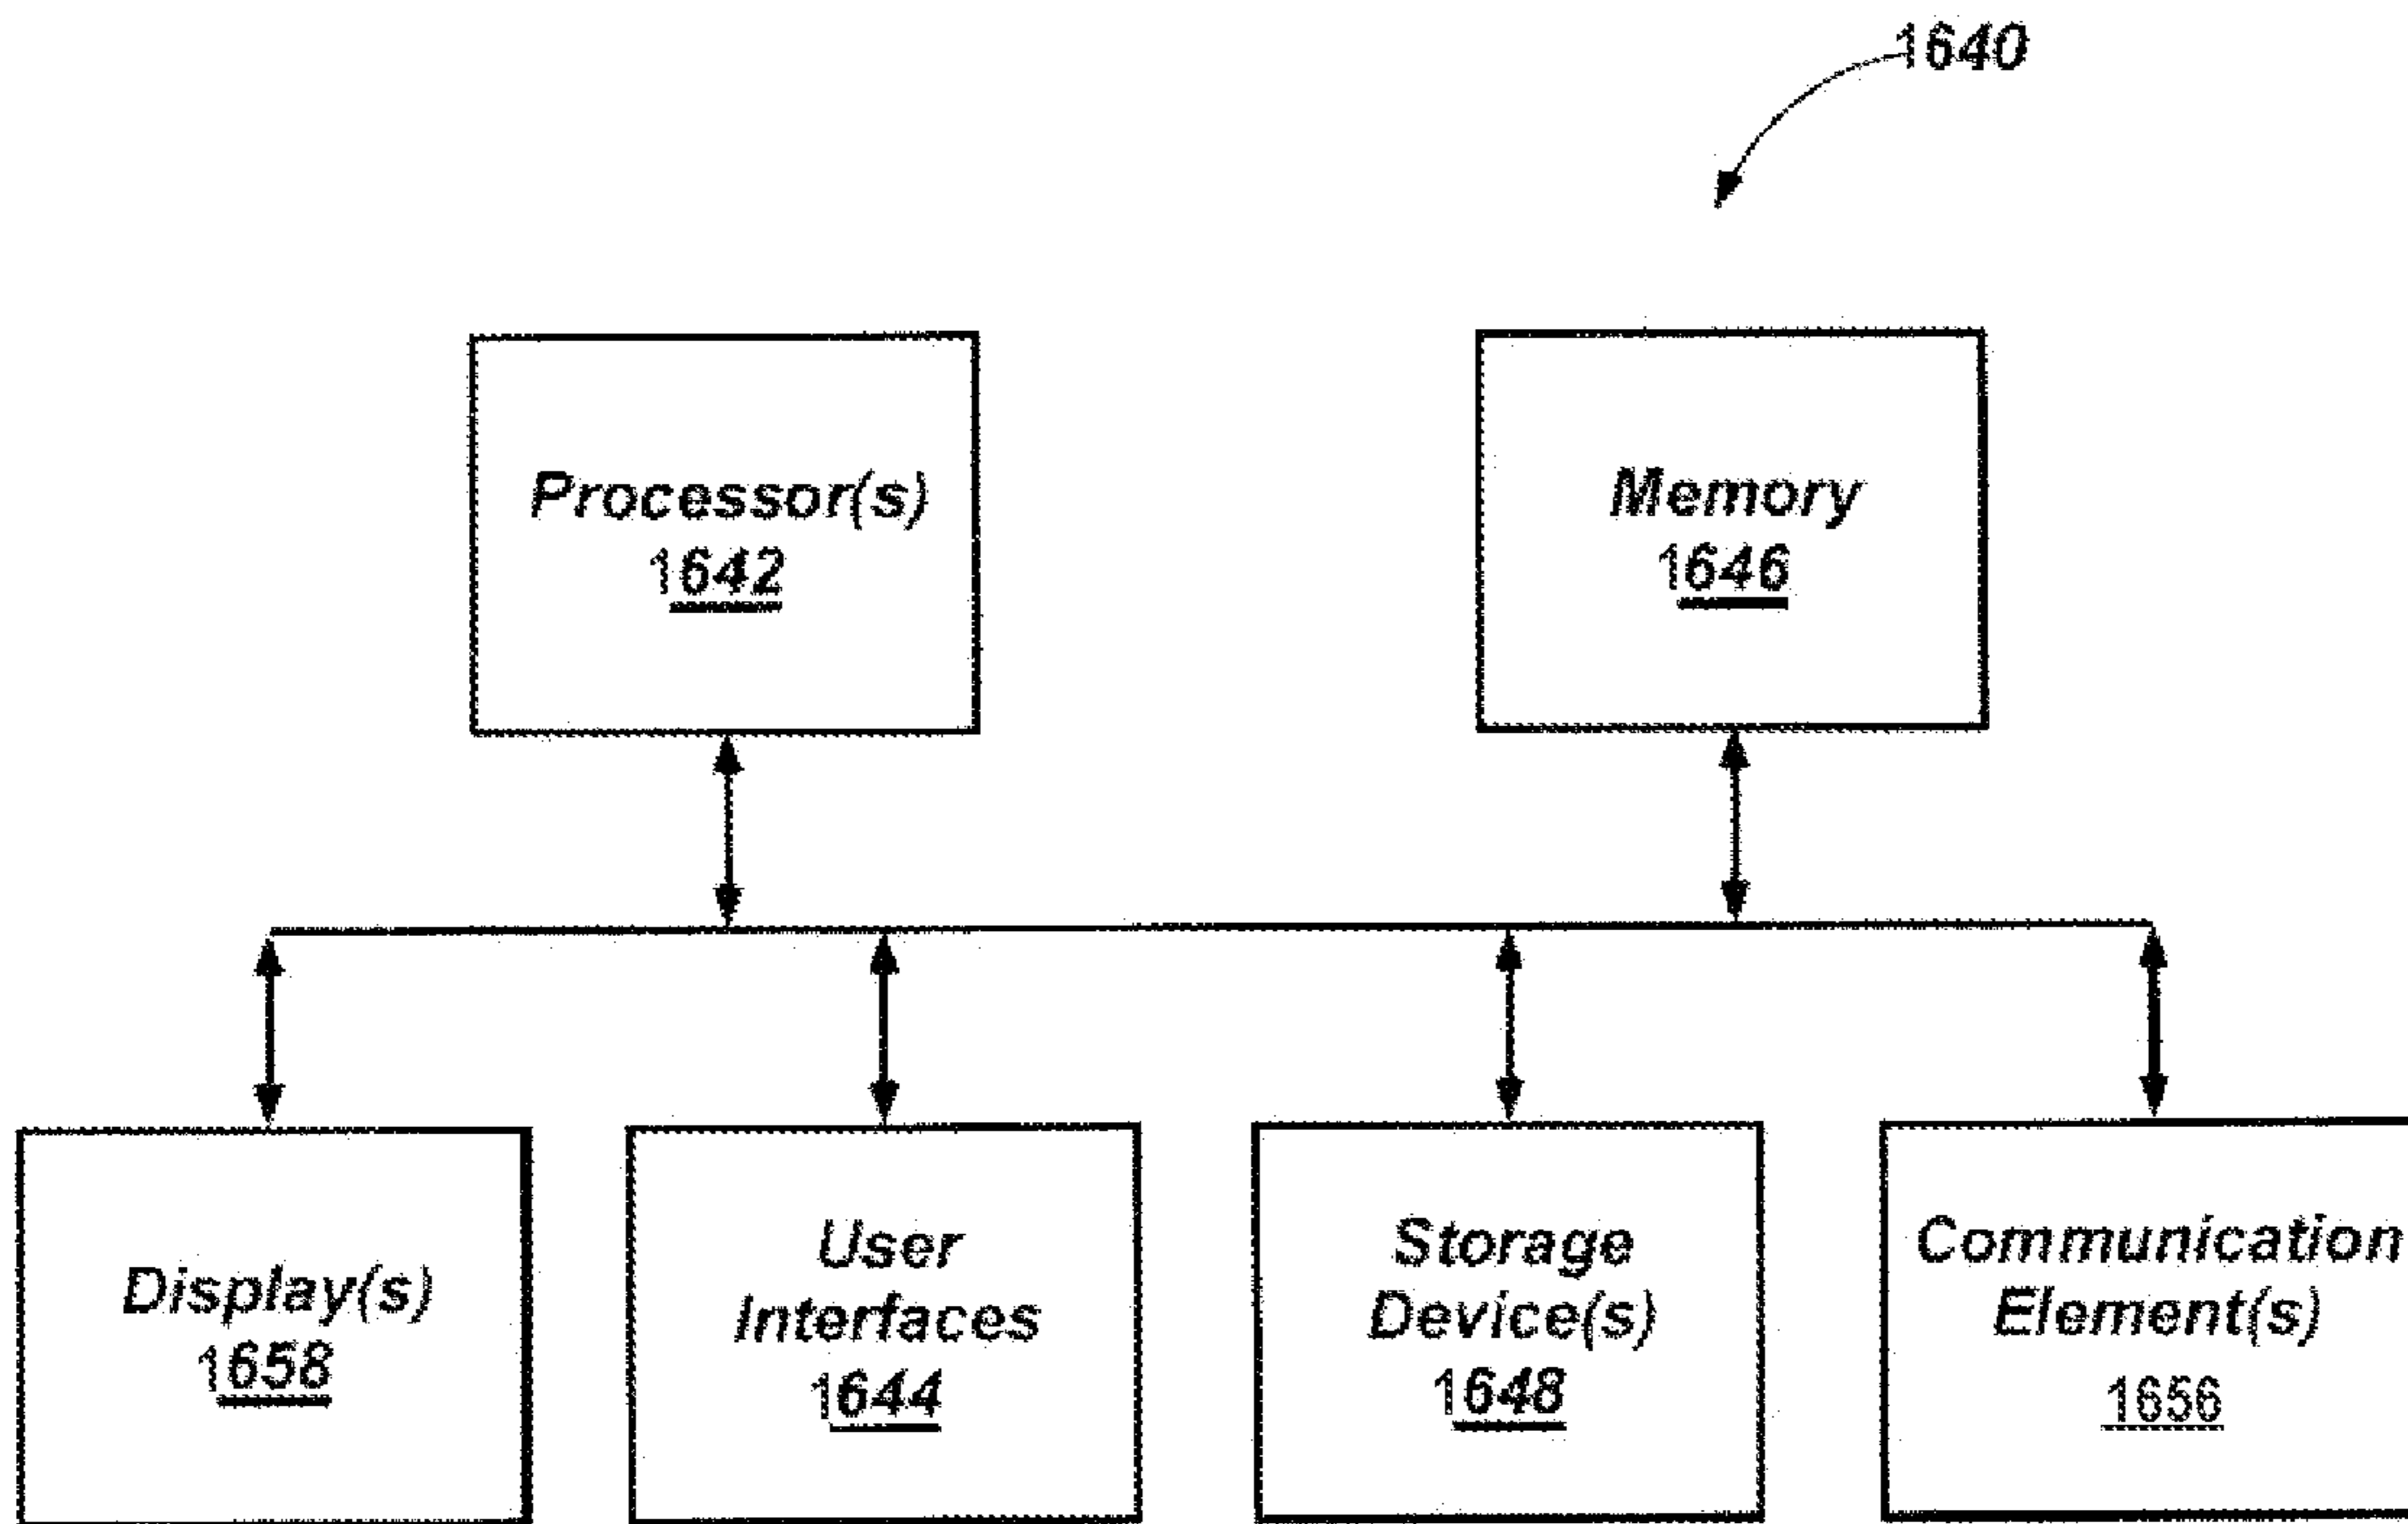 1640
Processor(s)
1642
Memory
1646
Display(s)
1658
User
Interfaces
1644
Storage
Device(s)
1648
Communication
Element(s)
1656